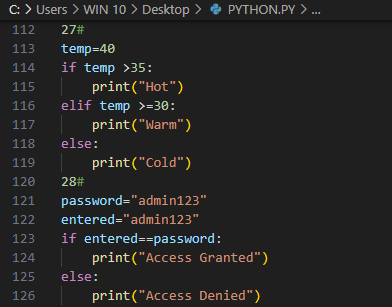 C: > Users > WIN 10 > Desktop > PYTHON.PY > ...
112 27#
113 temp=40
114 if temp >35:
115     print("Hot")
116 elif temp >=30:
117     print("Warm")
118 else:
119     print("Cold")
120 28#
121 password="admin123"
122 entered="admin123"
123 if entered==password:
124     print("Access Granted")
125 else:
126     print("Access Denied")